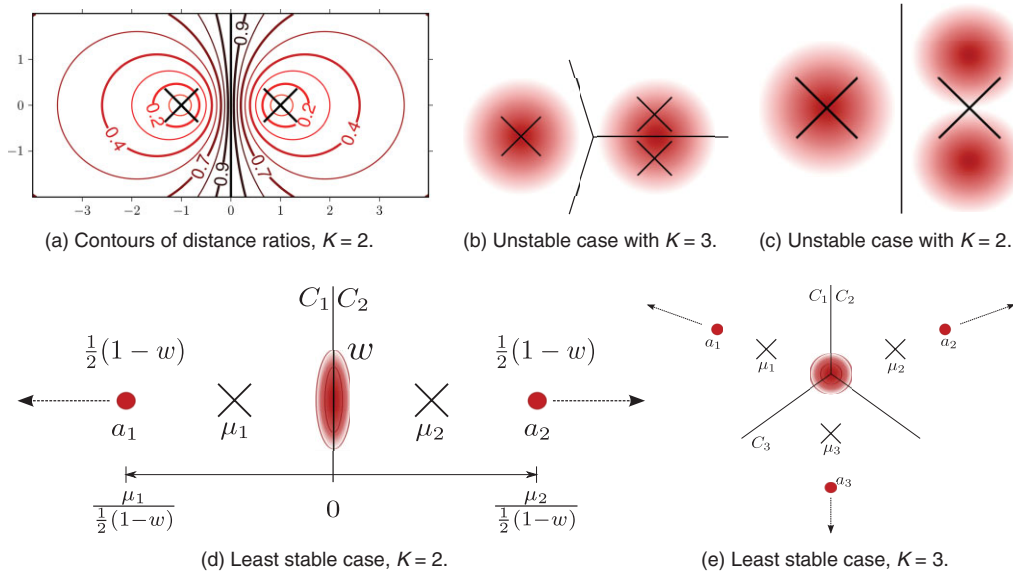 2
1
0
−1
−3
−2
−1
0
1
2
3
0.9
0.2
0.2
0.4
0.4
0.7
0.7
0.9
(a) Contours of distance ratios, K = 2.
(b) Unstable case with K = 3.
(c) Unstable case with K = 2.
C₁ C₂
½(1 − w)
w
½(1 − w)
a₁
μ₁
μ₂
a₂
μ₁ / ½(1−w)
0
μ₂ / ½(1−w)
(d) Least stable case, K = 2.
C₁ C₂
a₁
a₂
μ₁
μ₂
C₃
μ₃
a₃
(e) Least stable case, K = 3.